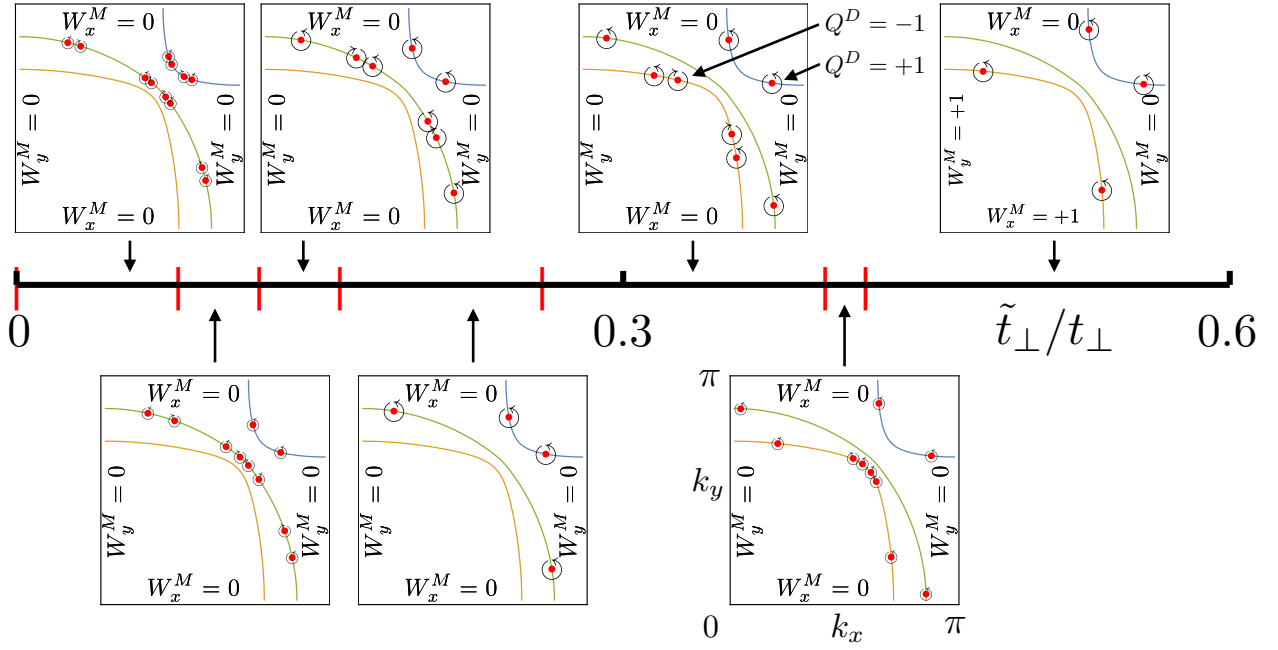 $W_x^M = 0$
$W_y^M = 0$
$W_y^M = 0$
$W_x^M = 0$
$W_x^M = 0$
$W_y^M = 0$
$W_y^M = 0$
$W_x^M = 0$
$W_x^M = 0$
$Q^D = -1$
$Q^D = +1$
$W_y^M = 0$
$W_y^M = 0$
$W_x^M = 0$
$W_x^M = 0$
$W_y^M = +1$
$W_y^M = 0$
$W_x^M = +1$
0
0.3
$\tilde{t}_\perp/t_\perp$
0.6
$W_x^M = 0$
$W_y^M = 0$
$W_y^M = 0$
$W_x^M = 0$
$W_x^M = 0$
$W_y^M = 0$
$W_y^M = 0$
$W_x^M = 0$
π
$W_x^M = 0$
$k_y$
$W_y^M = 0$
$W_x^M = 0$
0
$k_x$
π